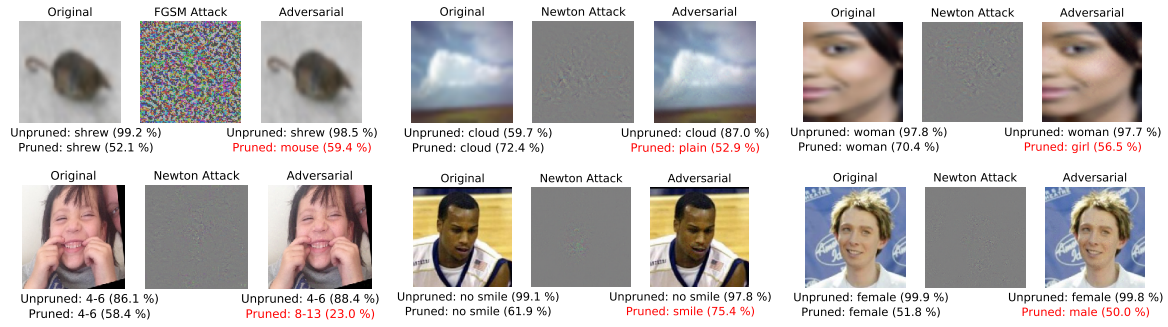 Original FGSM Attack Adversarial
Unpruned: shrew (99.2 %) Unpruned: shrew (98.5 %)
Pruned: shrew (52.1 %) Pruned: mouse (59.4 %)
Original Newton Attack Adversarial
Unpruned: cloud (59.7 %) Unpruned: cloud (87.0 %)
Pruned: cloud (72.4 %) Pruned: plain (52.9 %)
Original Newton Attack Adversarial
Unpruned: woman (97.8 %) Unpruned: woman (97.7 %)
Pruned: woman (70.4 %) Pruned: girl (56.5 %)
Original Newton Attack Adversarial
Unpruned: 4-6 (86.1 %) Unpruned: 4-6 (88.4 %)
Pruned: 4-6 (58.4 %) Pruned: 8-13 (23.0 %)
Original Newton Attack Adversarial
Unpruned: no smile (99.1 %) Unpruned: no smile (97.8 %)
Pruned: no smile (61.9 %) Pruned: smile (75.4 %)
Original Newton Attack Adversarial
Unpruned: female (99.9 %) Unpruned: female (99.8 %)
Pruned: female (51.8 %) Pruned: male (50.0 %)